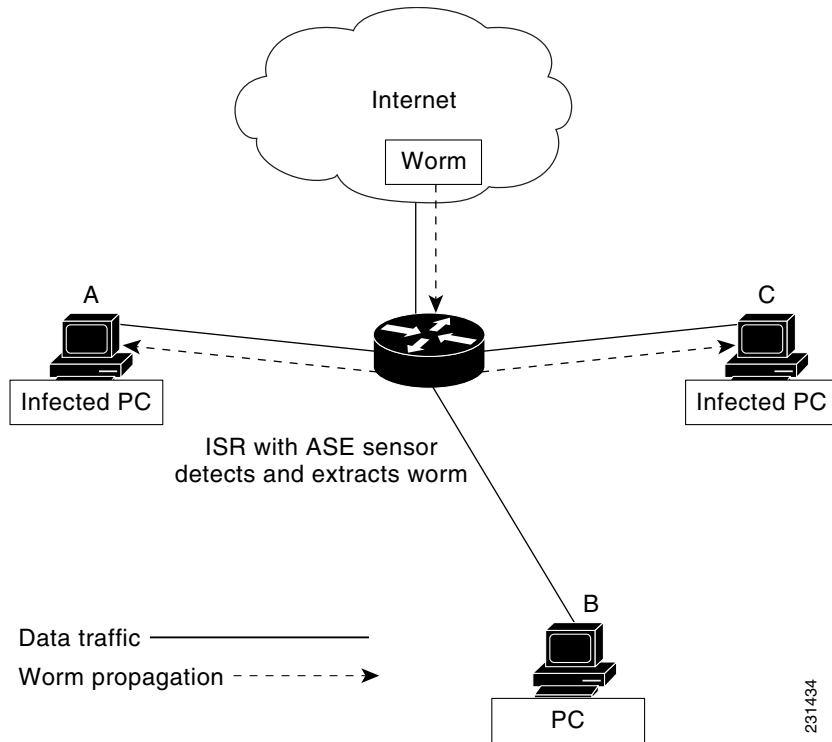 Internet
Worm
A
C
Infected PC
Infected PC
ISR with ASE sensor
detects and extracts worm
B
Data traffic
Worm propagation
PC
231434